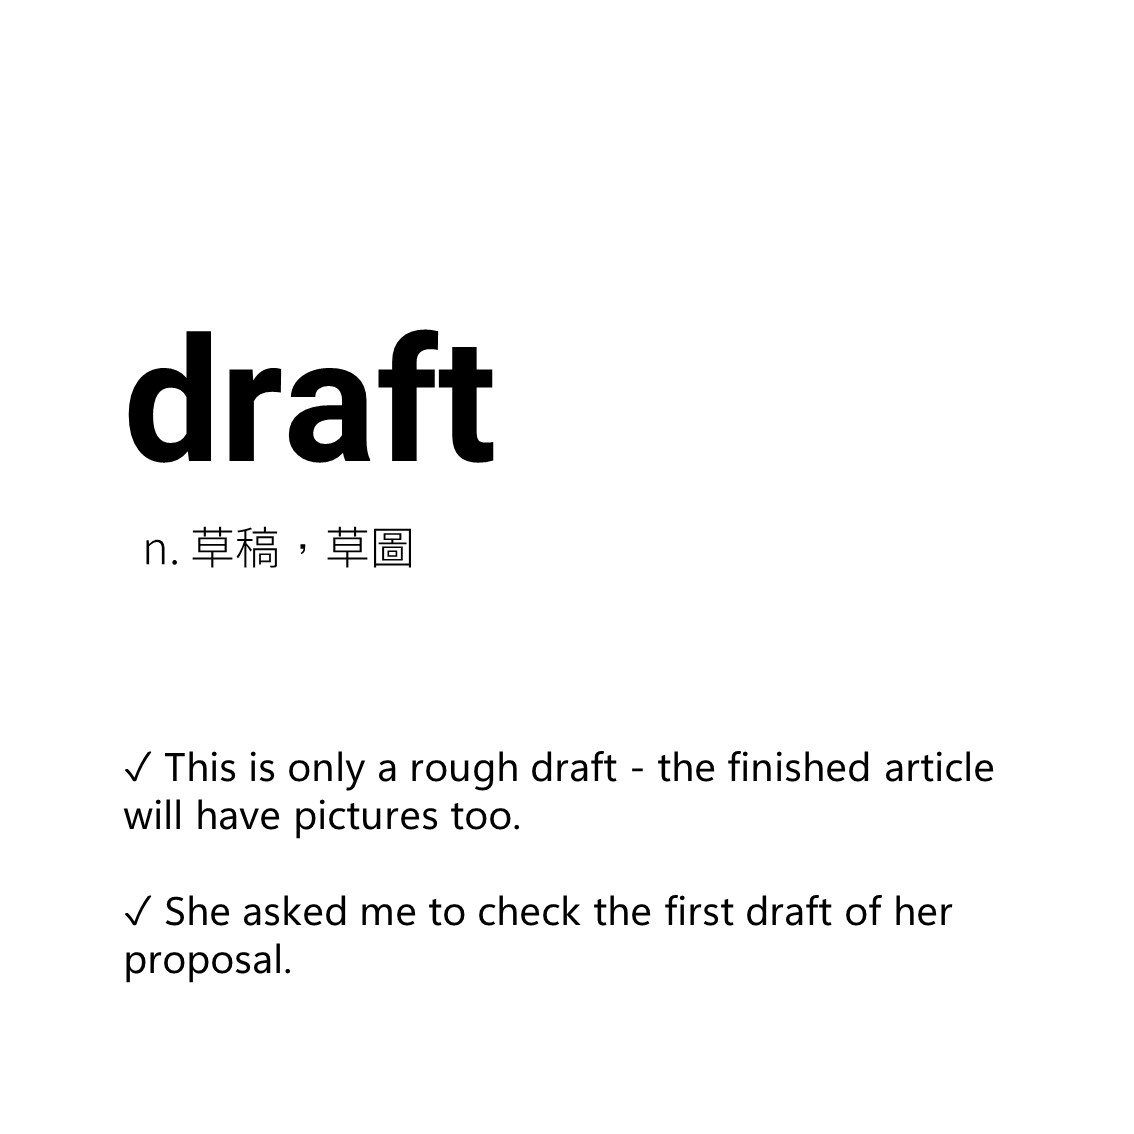 draft
n. 草稿，草圖
✓ This is only a rough draft - the finished article
will have pictures too.
✓ She asked me to check the first draft of her
proposal.